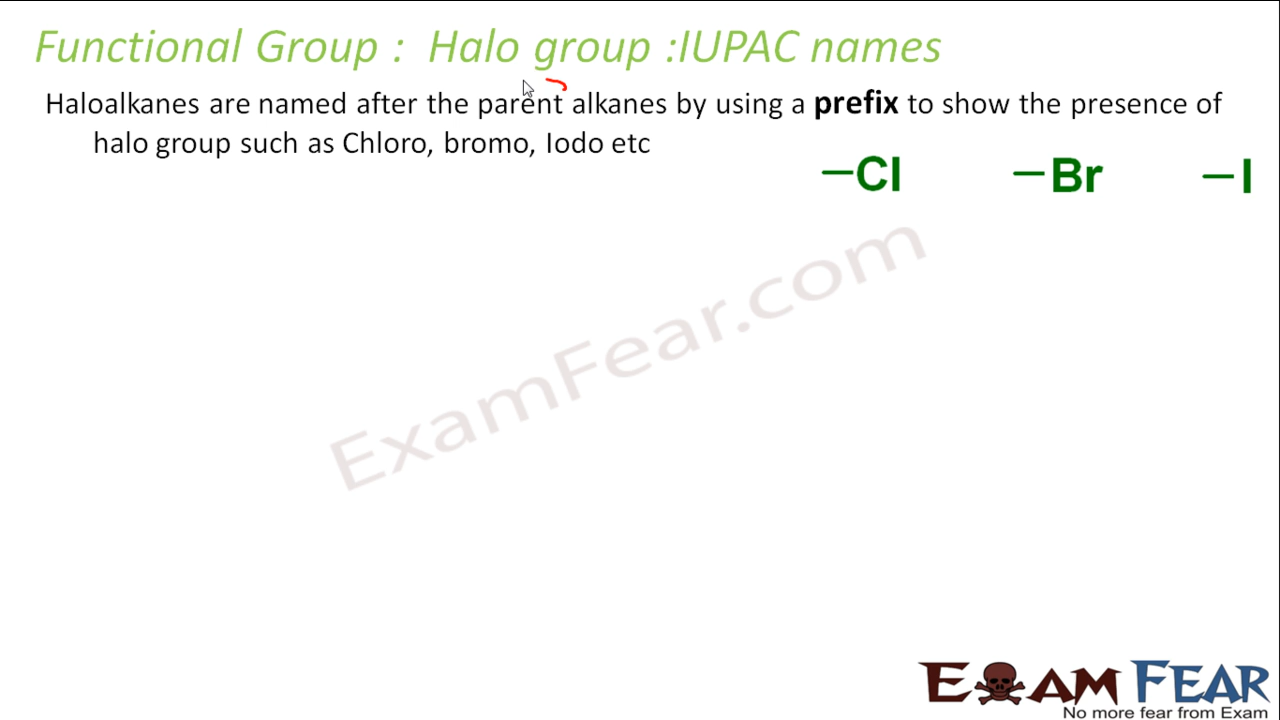 Functional Group : Halo group :IUPAC names
Haloalkanes are named after the parent alkanes by using a prefix to show the presence of
halo group such as Chloro, bromo, Iodo etc
–Cl –Br –I
ExamFear.com
EXAM FEAR
No more fear from Exam